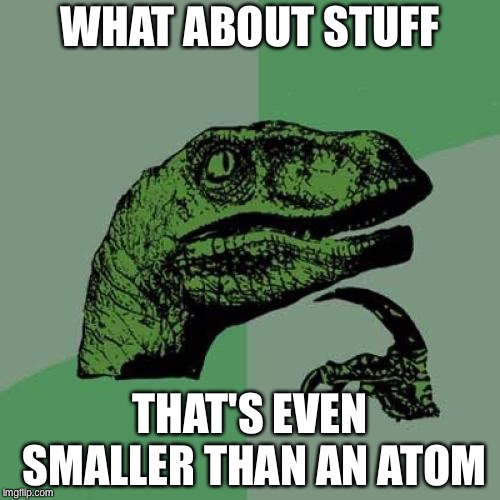 WHAT ABOUT STUFF
THAT'S EVEN
SMALLER THAN AN ATOM
imgflip.com